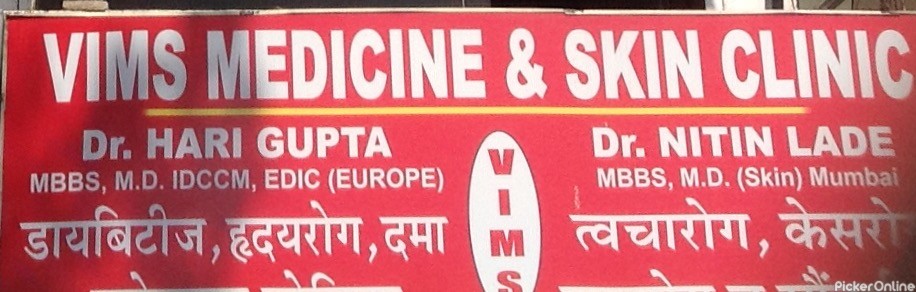 VIMS MEDICINE & SKIN CLINIC
Dr. HARI GUPTA
MBBS, M.D. IDCCM, EDIC (EUROPE)
डायबिटीज, हृदयरोग, दमा
VIMS
Dr. NITIN LADE
MBBS, M.D. (Skin) Mumbai
त्वचारोग,
PickerOnline